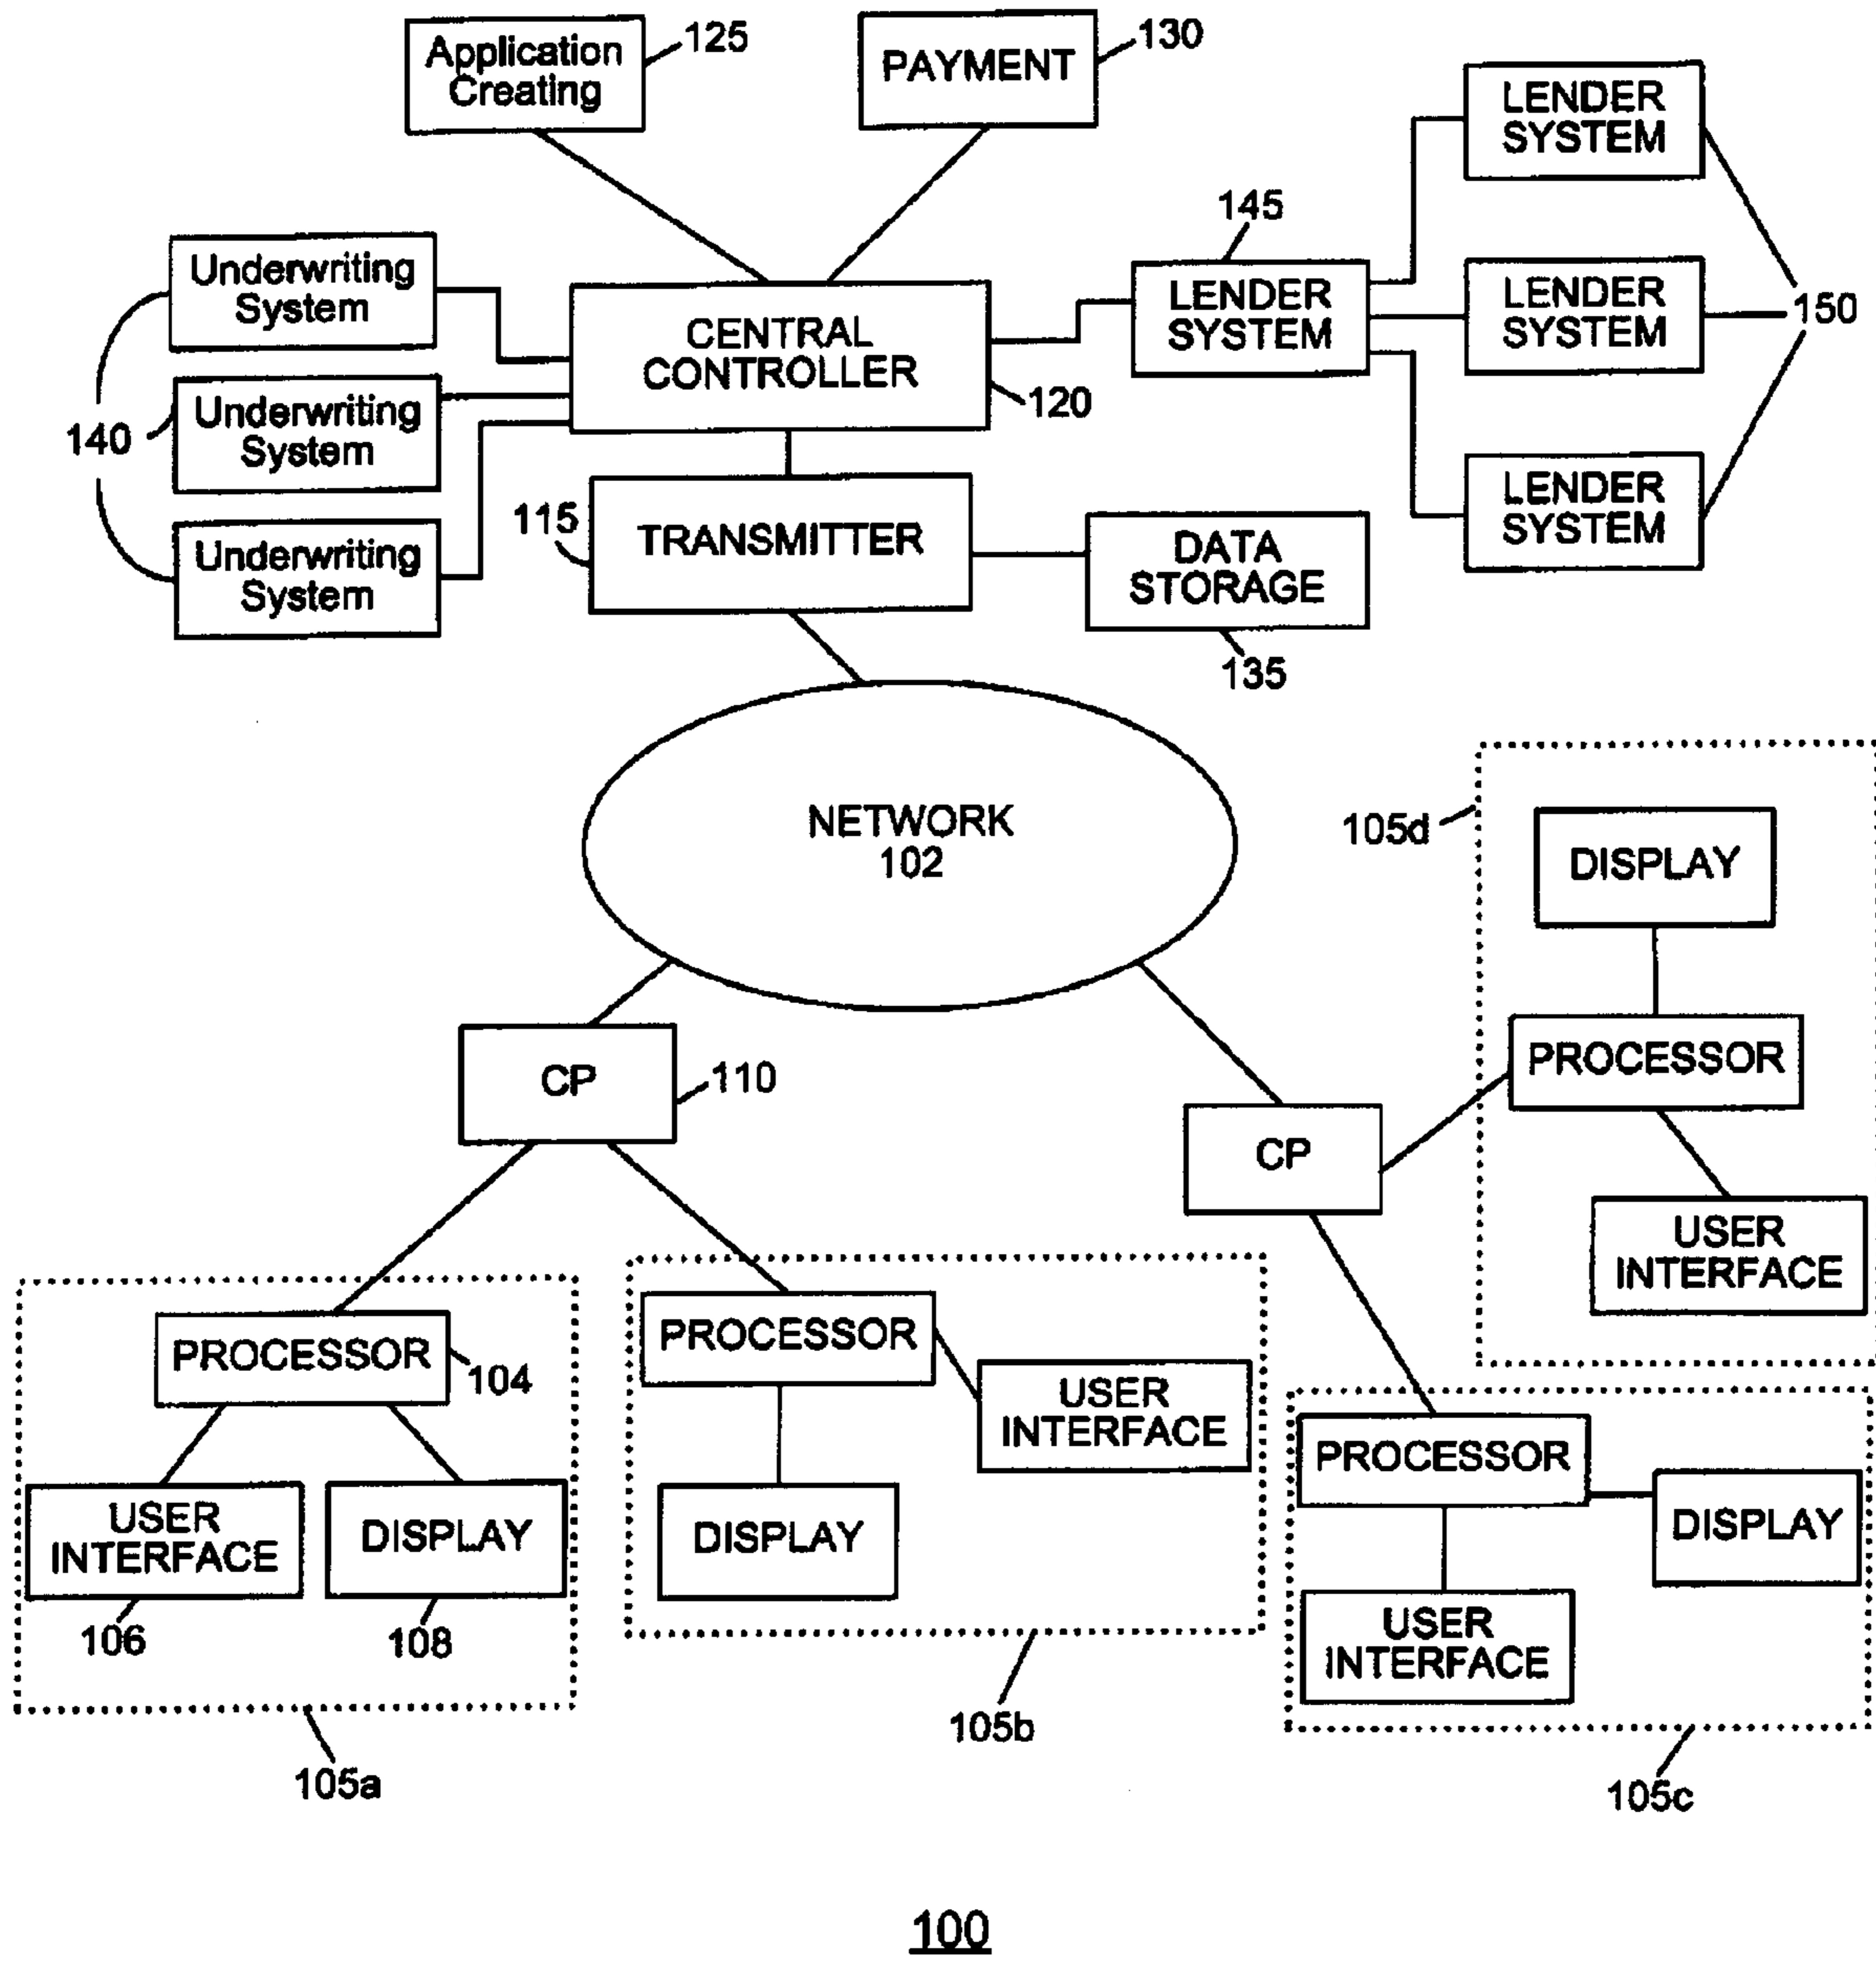 Application
Creating
125
PAYMENT
130
LENDER
SYSTEM
145
Underwriting
System
CENTRAL
CONTROLLER
LENDER
SYSTEM
LENDER
SYSTEM
150
120
140
Underwriting
System
LENDER
SYSTEM
115
TRANSMITTER
DATA
STORAGE
Underwriting
System
135
NETWORK
102
105d
DISPLAY
CP
110
PROCESSOR
CP
USER
INTERFACE
PROCESSOR
104
PROCESSOR
USER
INTERFACE
PROCESSOR
USER
INTERFACE
DISPLAY
DISPLAY
DISPLAY
106
108
USER
INTERFACE
105a
105b
105c
100